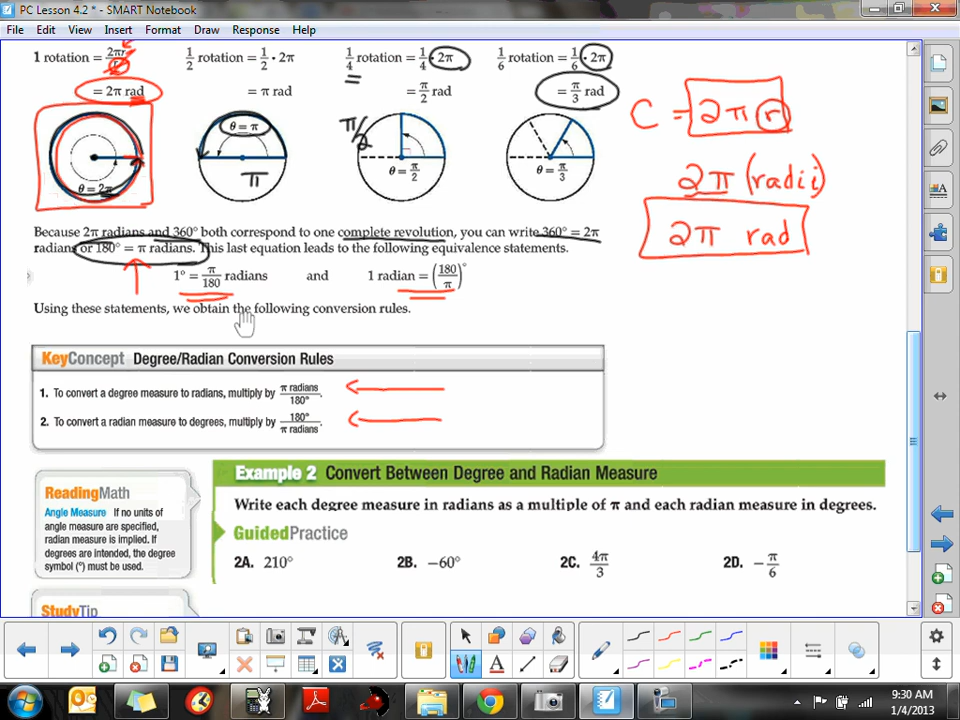 PC Lesson 4.2 * - SMART Notebook
File Edit View Insert Format Draw Response Help
1 rotation = 2πr/r
= 2π rad
1/2 rotation = 1/2 · 2π
= π rad
1/4 rotation = 1/4 · 2π
= π/2 rad
1/6 rotation = 1/6 · 2π
= π/3 rad
C = 2π r
2π (radii)
2π rad
θ = 2π
θ = π
π
π/2
θ = π/2
θ = π/3
Because 2π radians and 360° both correspond to one complete revolution, you can write 360° = 2π
radians or 180° = π radians. This last equation leads to the following equivalence statements.
1° = π/180 radians and 1 radian = (180/π)°
Using these statements, we obtain the following conversion rules.
KeyConcept Degree/Radian Conversion Rules
1. To convert a degree measure to radians, multiply by π radians/180°.
2. To convert a radian measure to degrees, multiply by 180°/π radians.
ReadingMath
Angle Measure If no units of
angle measure are specified,
radian measure is implied. If
degrees are intended, the degree
symbol (°) must be used.
StudyTip
Example 2 Convert Between Degree and Radian Measure
Write each degree measure in radians as a multiple of π and each radian measure in degrees.
GuidedPractice
2A. 210° 2B. −60° 2C. 4π/3 2D. −π/6
9:30 AM
1/4/2013